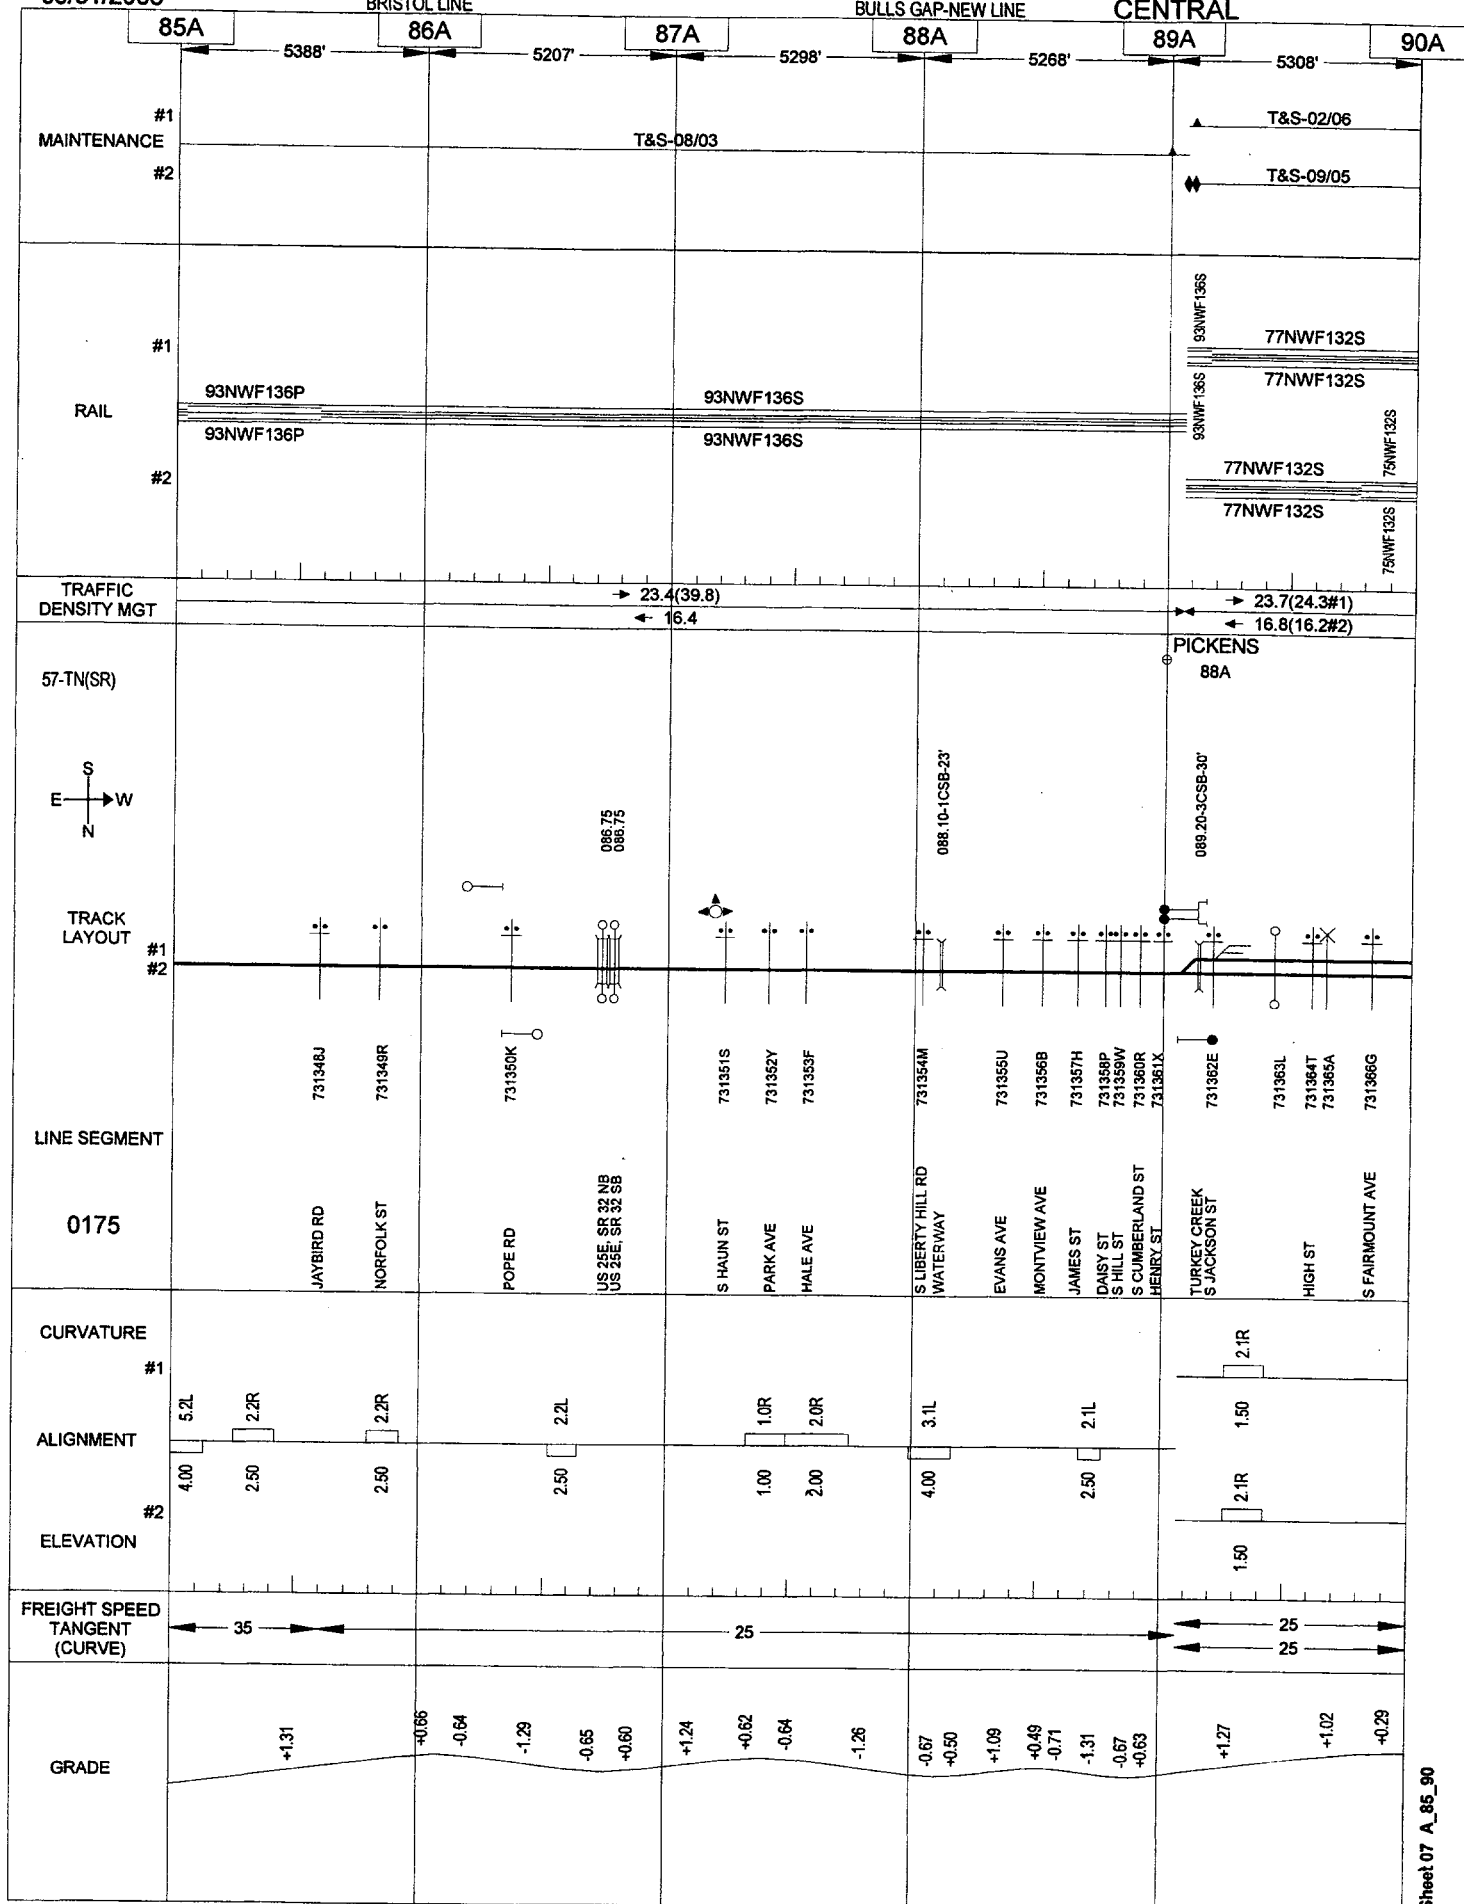 BRISTOL LINE
BULLS GAP-NEW LINE
CENTRAL
85A 86A 87A 88A 89A 90A
5388' 5207' 5298' 5268' 5308'
#1
MAINTENANCE
#2
T&S-08/03
T&S-02/06
T&S-09/05
RAIL
#1
#2
93NWF136P
93NWF136P
93NWF136S
93NWF136S
93NWF136S
93NWF136S
77NWF132S
77NWF132S
77NWF132S
77NWF132S
75NWF132S
75NWF132S
TRAFFIC
DENSITY MGT
23.4(39.8)
16.4
23.7(24.3#1)
16.8(16.2#2)
PICKENS
88A
57-TN(SR)
S
E W
N
086.75
086.75
088.10-1CSB-23'
089.20-3CSB-30'
TRACK
LAYOUT
#1
#2
731348J
731349R
731350K
731351S
731352Y
731353F
731354M
731355U
731356B
731357H
731358P
731359W
731360R
731361X
731362E
731363L
731364T
731365A
731366G
LINE SEGMENT
0175
JAYBIRD RD
NORFOLK ST
POPE RD
US 25E, SR 32 NB
US 25E, SR 32 SB
S HAUN ST
PARK AVE
HALE AVE
S LIBERTY HILL RD
WATERWAY
EVANS AVE
MONTVIEW AVE
JAMES ST
DAISY ST
S HILL ST
S CUMBERLAND ST
HENRY ST
TURKEY CREEK
S JACKSON ST
HIGH ST
S FAIRMOUNT AVE
CURVATURE
#1
ALIGNMENT
#2
ELEVATION
5.2L
2.2R
2.2R
2.2L
1.0R
2.0R
3.1L
2.1L
2.1R
4.00
2.50
2.50
2.50
1.00
2.00
4.00
2.50
1.50
2.1R
1.50
FREIGHT SPEED
TANGENT
(CURVE)
35
25
25
25
GRADE
+1.31
+0.66
-0.64
-1.29
-0.65
+0.60
+1.24
+0.62
-0.64
-1.26
-0.67
+0.50
+1.09
+0.49
-0.71
-1.31
-0.67
+0.63
+1.27
+1.02
+0.29
Sheet 07 A_85_90